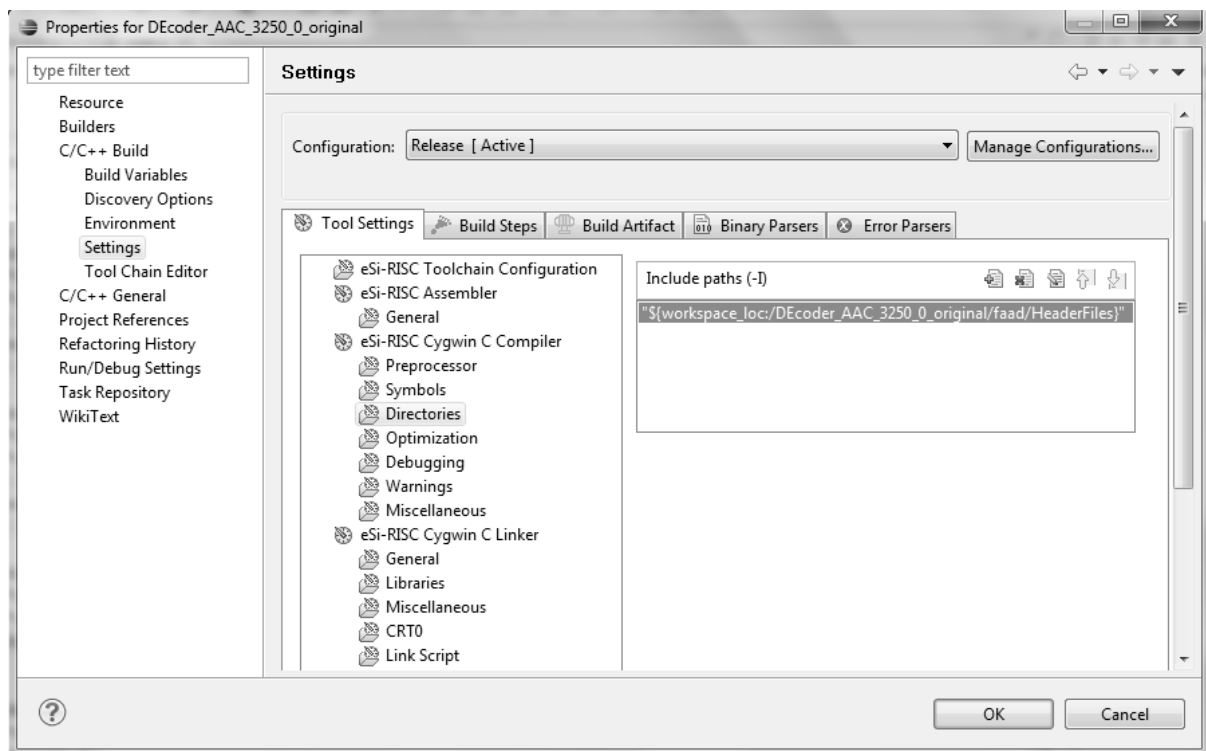 Properties for DEcoder_AAC_3250_0_original
type filter text
Resource
Builders
C/C++ Build
Build Variables
Discovery Options
Environment
Settings
Tool Chain Editor
C/C++ General
Project References
Refactoring History
Run/Debug Settings
Task Repository
WikiText
Settings
Configuration: Release [ Active ] Manage Configurations...
Tool Settings Build Steps Build Artifact Binary Parsers Error Parsers
eSi-RISC Toolchain Configuration
eSi-RISC Assembler
General
eSi-RISC Cygwin C Compiler
Preprocessor
Symbols
Directories
Optimization
Debugging
Warnings
Miscellaneous
eSi-RISC Cygwin C Linker
General
Libraries
Miscellaneous
CRT0
Link Script
Include paths (-I)
"${workspace_loc:/DEcoder_AAC_3250_0_original/faad/HeaderFiles}"
OK Cancel